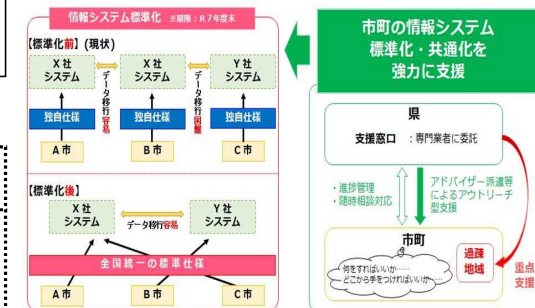 情報システム標準化 ※期限：R7年度末
【標準化前】(現状)
X社
システム
データ移行容易
X社
システム
データ移行困難
Y社
システム
独自仕様
独自仕様
独自仕様
A市
B市
C市
【標準化後】
X社
システム
データ移行容易
Y社
システム
全国統一の標準仕様
A市
B市
C市
市町の情報システム
標準化・共通化を
強力に支援
県
支援窓口 ：専門業者に委託
・進捗管理
・随時相談対応
アドバイザー派遣等
によるアウトリーチ
型支援
市町
何をすればいいか……
どこから手をつければいいか…
過疎
地域
重点
支援